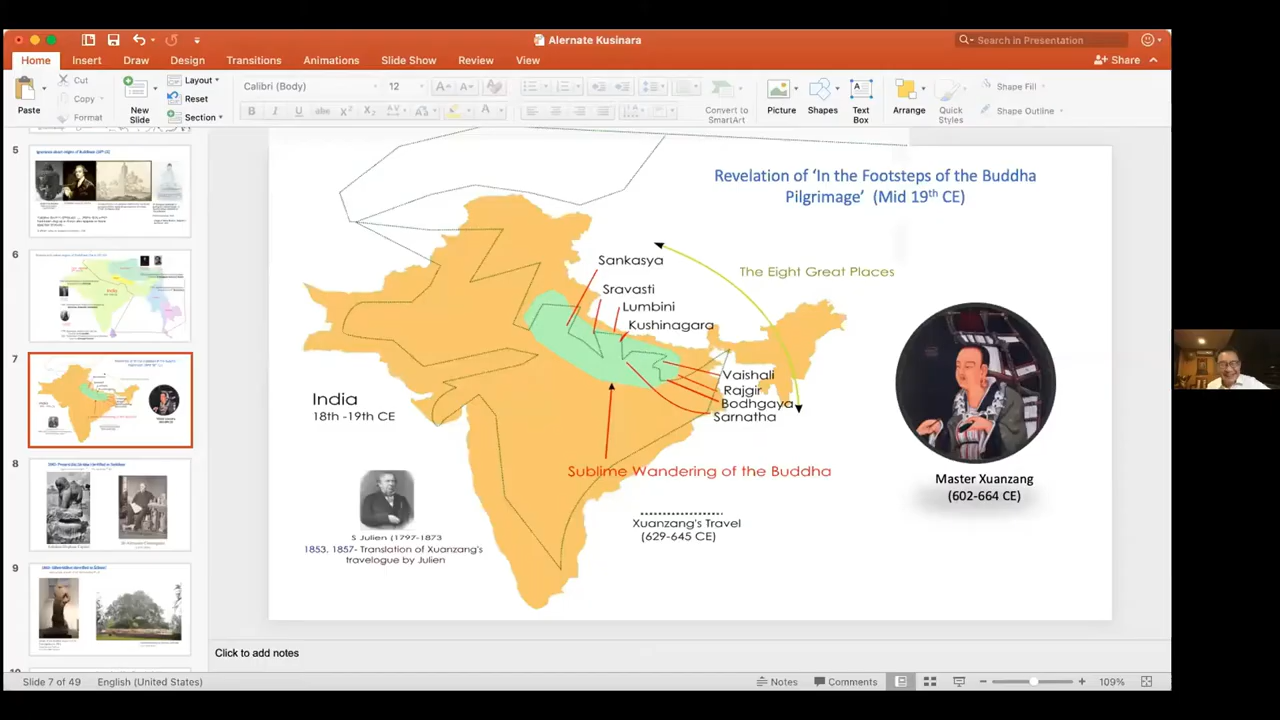 Alernate Kusinara
Search in Presentation
Home Insert Draw Design Transitions Animations Slide Show Review View
Share
Paste
Cut
Copy
Format
New
Slide
Layout
Reset
Section
Calibri (Body) 12
B I U abc X² X₂ AV Aa A
Convert to
SmartArt
Picture
Shapes
Text
Box
Arrange
Quick
Styles
Shape Fill
Shape Outline
5
6
7
8
9
Revelation of ‘In the Footsteps of the Buddha
Pilgrimage’ (Mid 19th CE)
The Eight Great Places
Sankasya
Sravasti
Lumbini
Kushinagara
Vaishali
Rajgir
Bodhgaya
Sarnatha
India
18th -19th CE
Sublime Wandering of the Buddha
S Julien (1797-1873
1853, 1857- Translation of Xuanzang's
travelogue by Julien
Xuanzang's Travel
(629-645 CE)
Master Xuanzang
(602-664 CE)
Click to add notes
Slide 7 of 49
English (United States)
Notes
Comments
109%